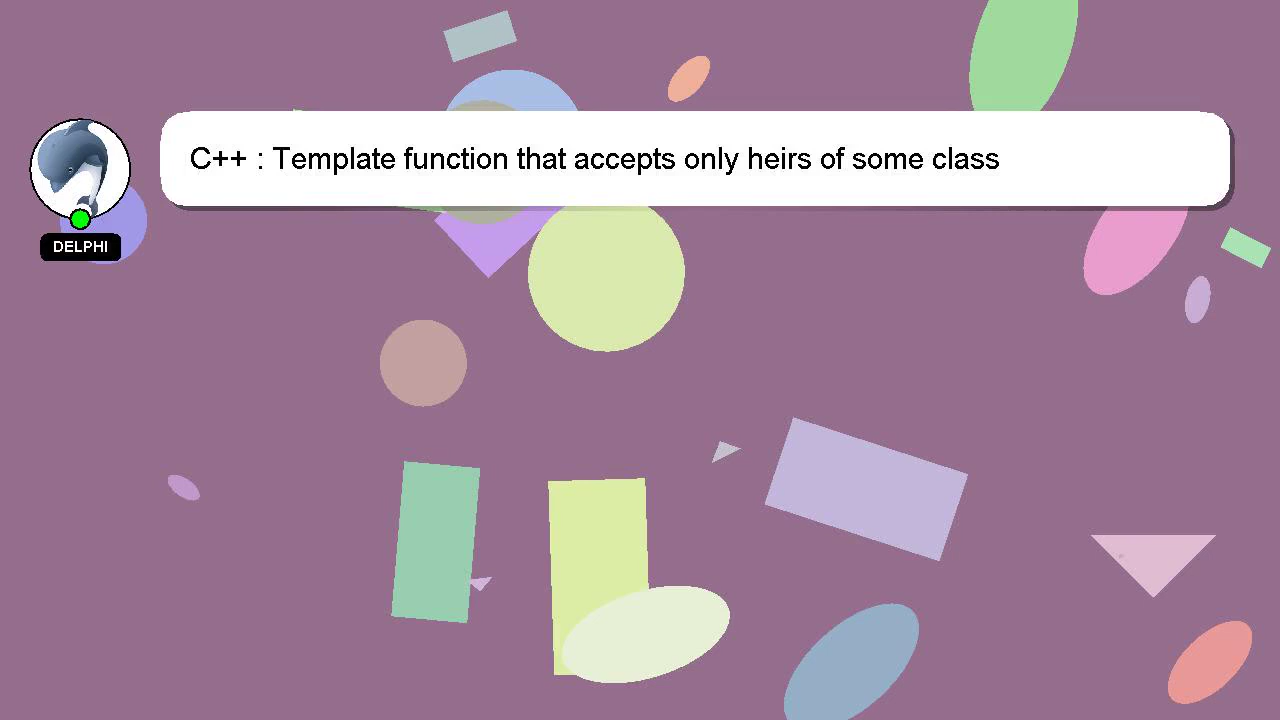 C++ : Template function that accepts only heirs of some class
DELPHI